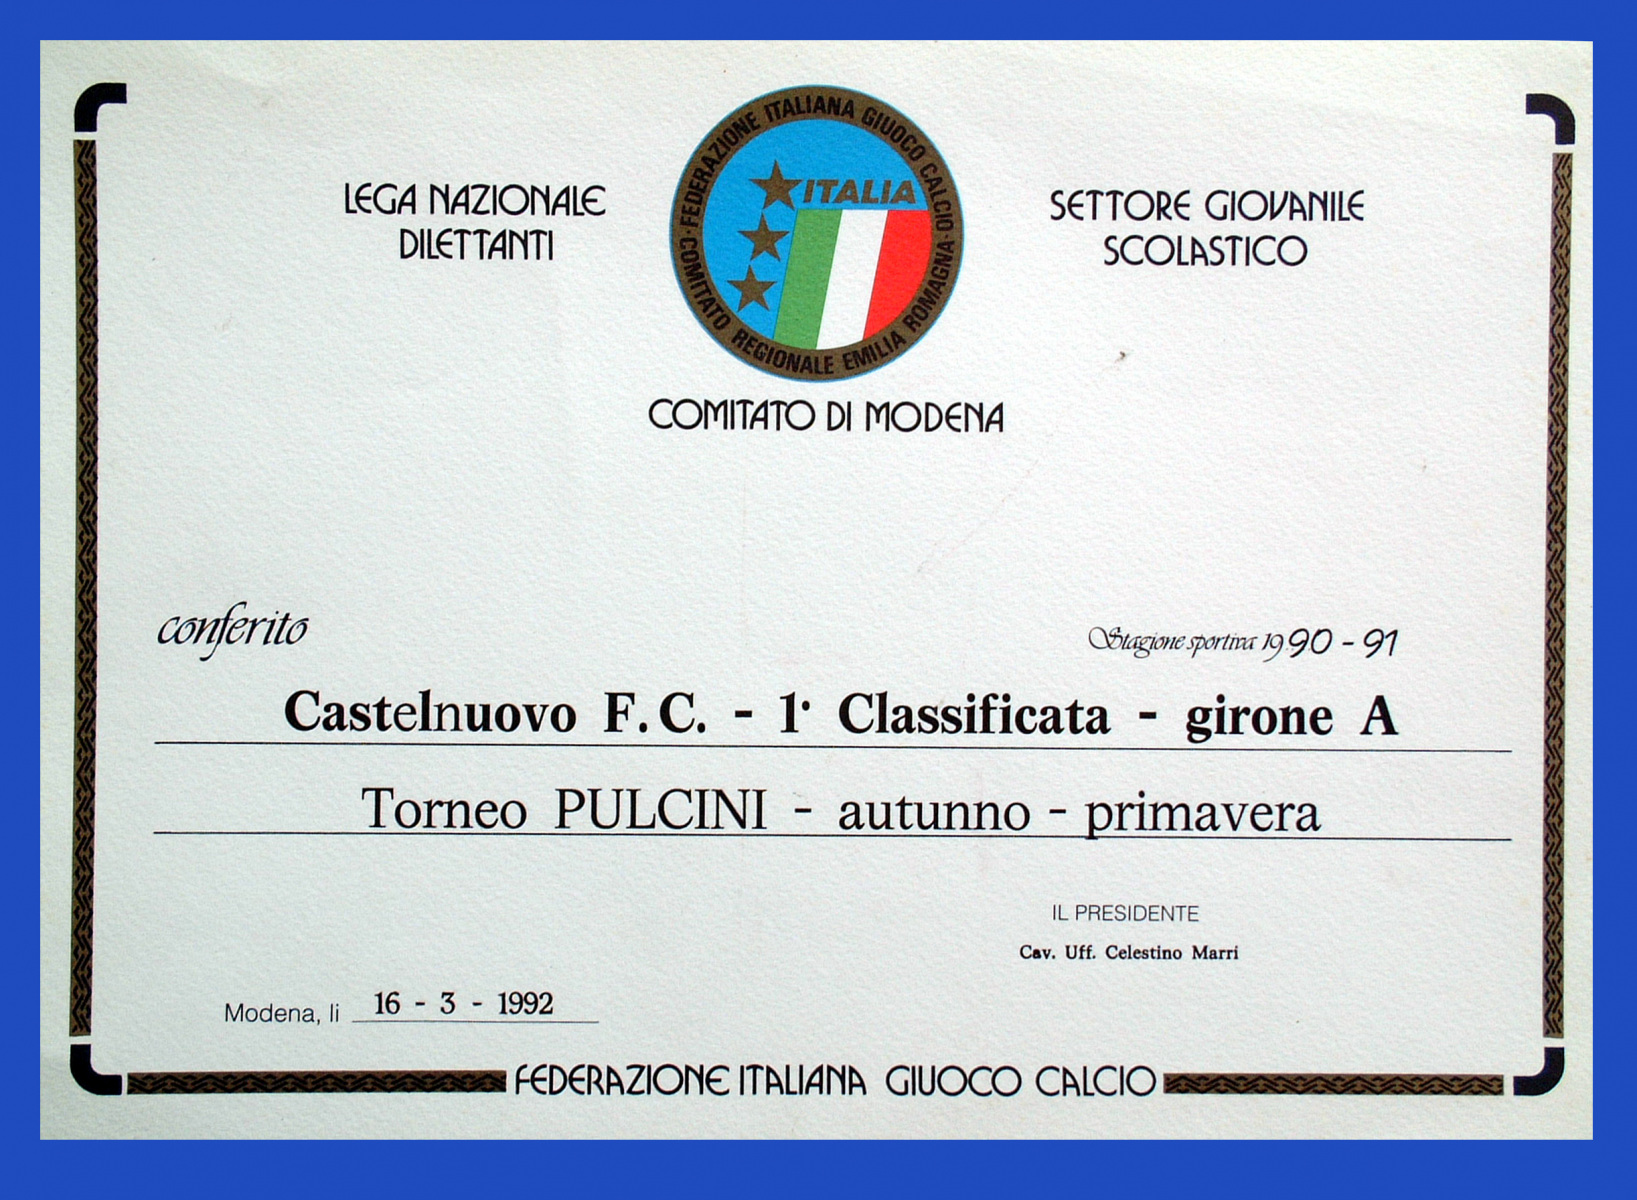 LEGA NAZIONALE
DILETTANTI
FEDERAZIONE ITALIANA GIUOCO CALCIO
ITALIA
COMITATO REGIONALE EMILIA ROMAGNA
SETTORE GIOVANILE
SCOLASTICO
COMITATO DI MODENA
conferito
Stagione sportiva 1990 - 91
Castelnuovo F.C. - 1ª Classificata - girone A
Torneo PULCINI - autunno - primavera
IL PRESIDENTE
Cav. Uff. Celestino Marri
Modena, li 16 - 3 - 1992
FEDERAZIONE ITALIANA GIUOCO CALCIO